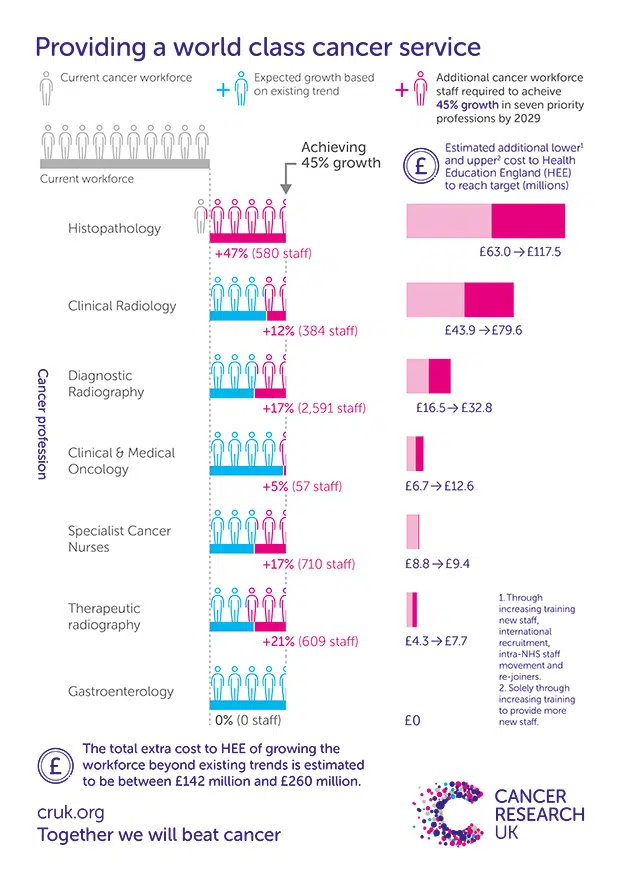 Providing a world class cancer service
Current cancer workforce
+
Expected growth based
on existing trend
+
Additional cancer workforce
staff required to acheive
45% growth in seven priority
professions by 2029
Current workforce
Achieving
45% growth
£
Estimated additional lower¹
and upper² cost to Health
Education England (HEE)
to reach target (millions)
Cancer profession
Histopathology
+47% (580 staff)
£63.0 → £117.5
Clinical Radiology
+12% (384 staff)
£43.9 → £79.6
Diagnostic
Radiography
+17% (2,591 staff)
£16.5 → £32.8
Clinical & Medical
Oncology
+5% (57 staff)
£6.7 → £12.6
Specialist Cancer
Nurses
+17% (710 staff)
£8.8 → £9.4
Therapeutic
radiography
+21% (609 staff)
£4.3 → £7.7
Gastroenterology
0% (0 staff)
£0
1. Through
increasing training
new staff,
international
recruitment,
intra-NHS staff
movement and
re-joiners.
2. Solely through
increasing training
to provide more
new staff.
£
The total extra cost to HEE of growing the
workforce beyond existing trends is estimated
to be between £142 million and £260 million.
cruk.org
Together we will beat cancer
CANCER
RESEARCH
UK